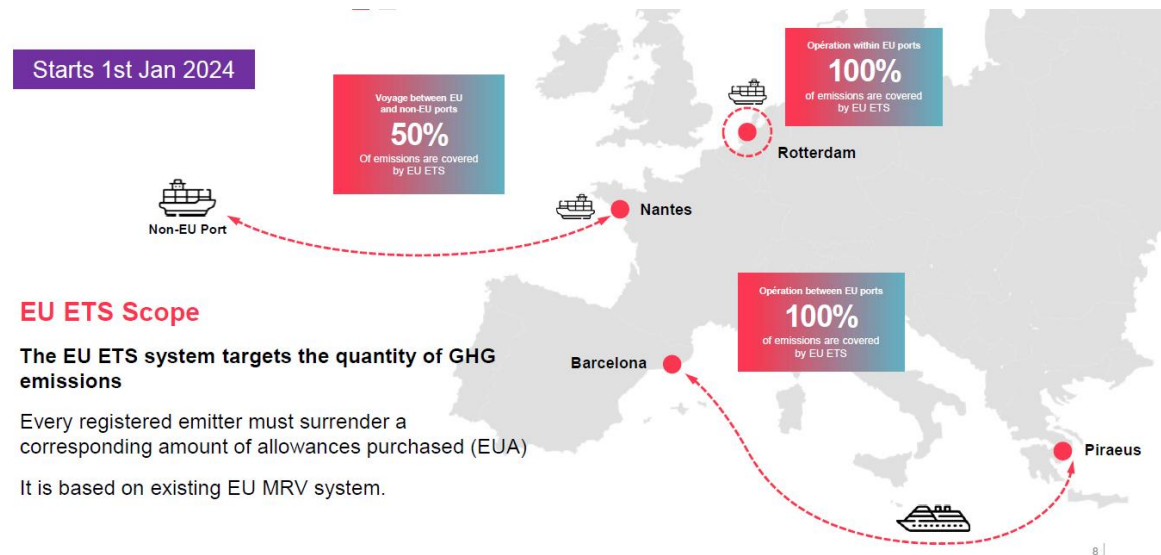 Starts 1st Jan 2024
Voyage between EU
and non-EU ports
50%
Of emissions are covered
by EU ETS
Opération within EU ports
100%
of emissions are covered
by EU ETS
Rotterdam
Non-EU Port
Nantes
EU ETS Scope
The EU ETS system targets the quantity of GHG
emissions
Every registered emitter must surrender a
corresponding amount of allowances purchased (EUA)
It is based on existing EU MRV system.
Opération between EU ports
100%
of emissions are covered
by EU ETS
Barcelona
Piraeus
8